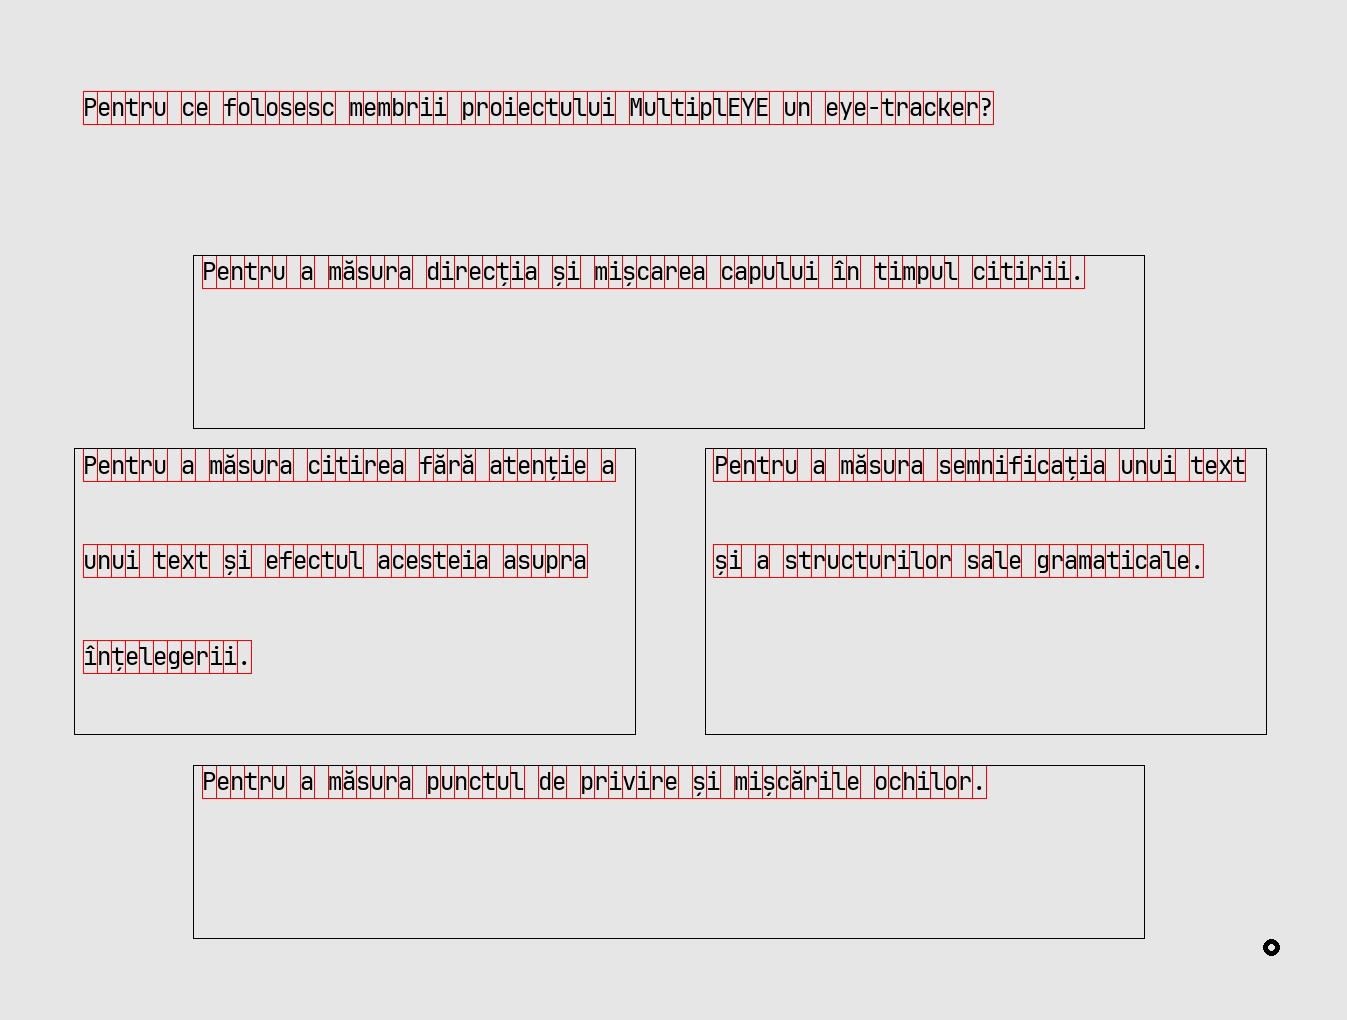 Pentru ce folosesc membrii proiectului MultiplEYE un eye-tracker?
Pentru a măsura direcția și mișcarea capului în timpul citirii.
Pentru a măsura citirea fără atenție a
unui text și efectul acesteia asupra
înțelegerii.
Pentru a măsura semnificația unui text
și a structurilor sale gramaticale.
Pentru a măsura punctul de privire și mișcările ochilor.